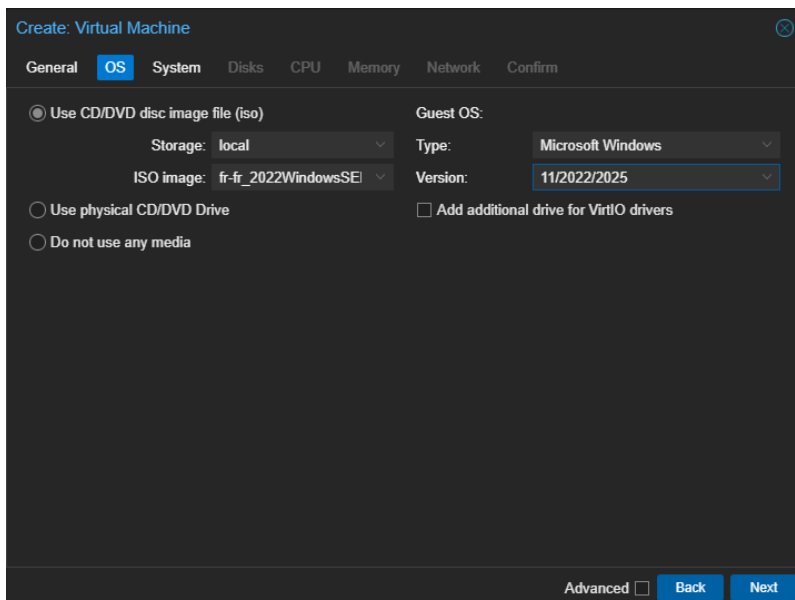 Create: Virtual Machine
General OS System Disks CPU Memory Network Confirm
Use CD/DVD disc image file (iso)
Storage: local
ISO image: fr-fr_2022WindowsSE
Use physical CD/DVD Drive
Do not use any media
Guest OS:
Type: Microsoft Windows
Version: 11/2022/2025
Add additional drive for VirtIO drivers
Advanced Back Next